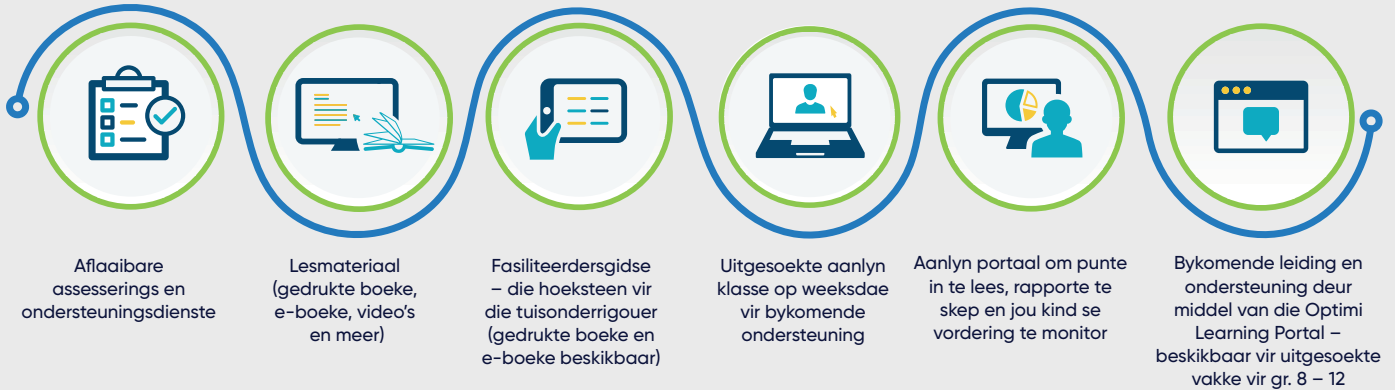 Aflaaibare
assesserings en
ondersteuningsdienste
Lesmateriaal
(gedrukte boeke,
e-boeke, video's
en meer)
Fasiliteerdersgidse
– die hoeksteen vir
die tuisonderrigouer
(gedrukte boeke en
e-boeke beskikbaar)
Uitgesoekte aanlyn
klasse op weeksdae
vir bykomende
ondersteuning
Aanlyn portaal om punte
in te lees, rapporte te
skep en jou kind se
vordering te monitor
Bykomende leiding en
ondersteuning deur
middel van die Optimi
Learning Portal –
beskikbaar vir uitgesoekte
vakke vir gr. 8 – 12